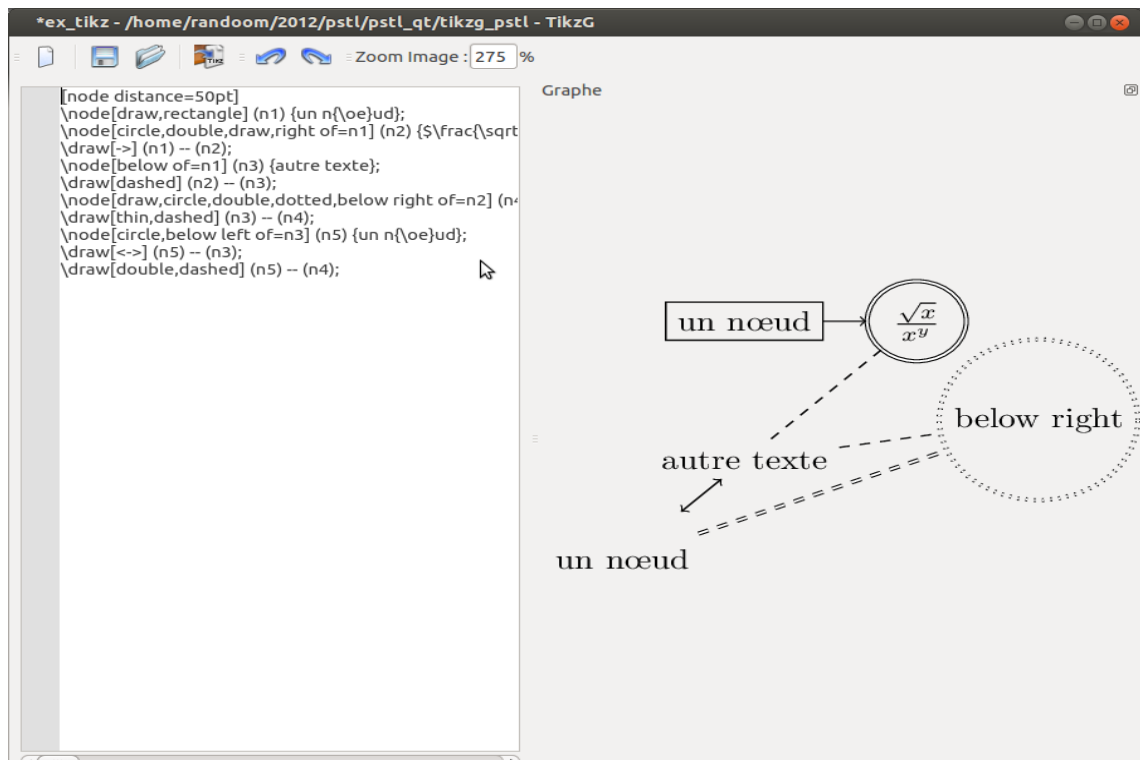 *ex_tikz - /home/randoom/2012/pstl/pstl_qt/tikzg_pstl - TikzG
TIKZ
Zoom Image : 275 %
[node distance=50pt]
\node[draw,rectangle] (n1) {un n{\oe}ud};
\node[circle,double,draw,right of=n1] (n2) {$\frac{\sqrt
\draw[->] (n1) -- (n2);
\node[below of=n1] (n3) {autre texte};
\draw[dashed] (n2) -- (n3);
\node[draw,circle,double,dotted,below right of=n2] (n4
\draw[thin,dashed] (n3) -- (n4);
\node[circle,below left of=n3] (n5) {un n{\oe}ud};
\draw[<->] (n5) -- (n3);
\draw[double,dashed] (n5) -- (n4);
Graphe
un nœud
√x
x^y
below right
autre texte
un nœud